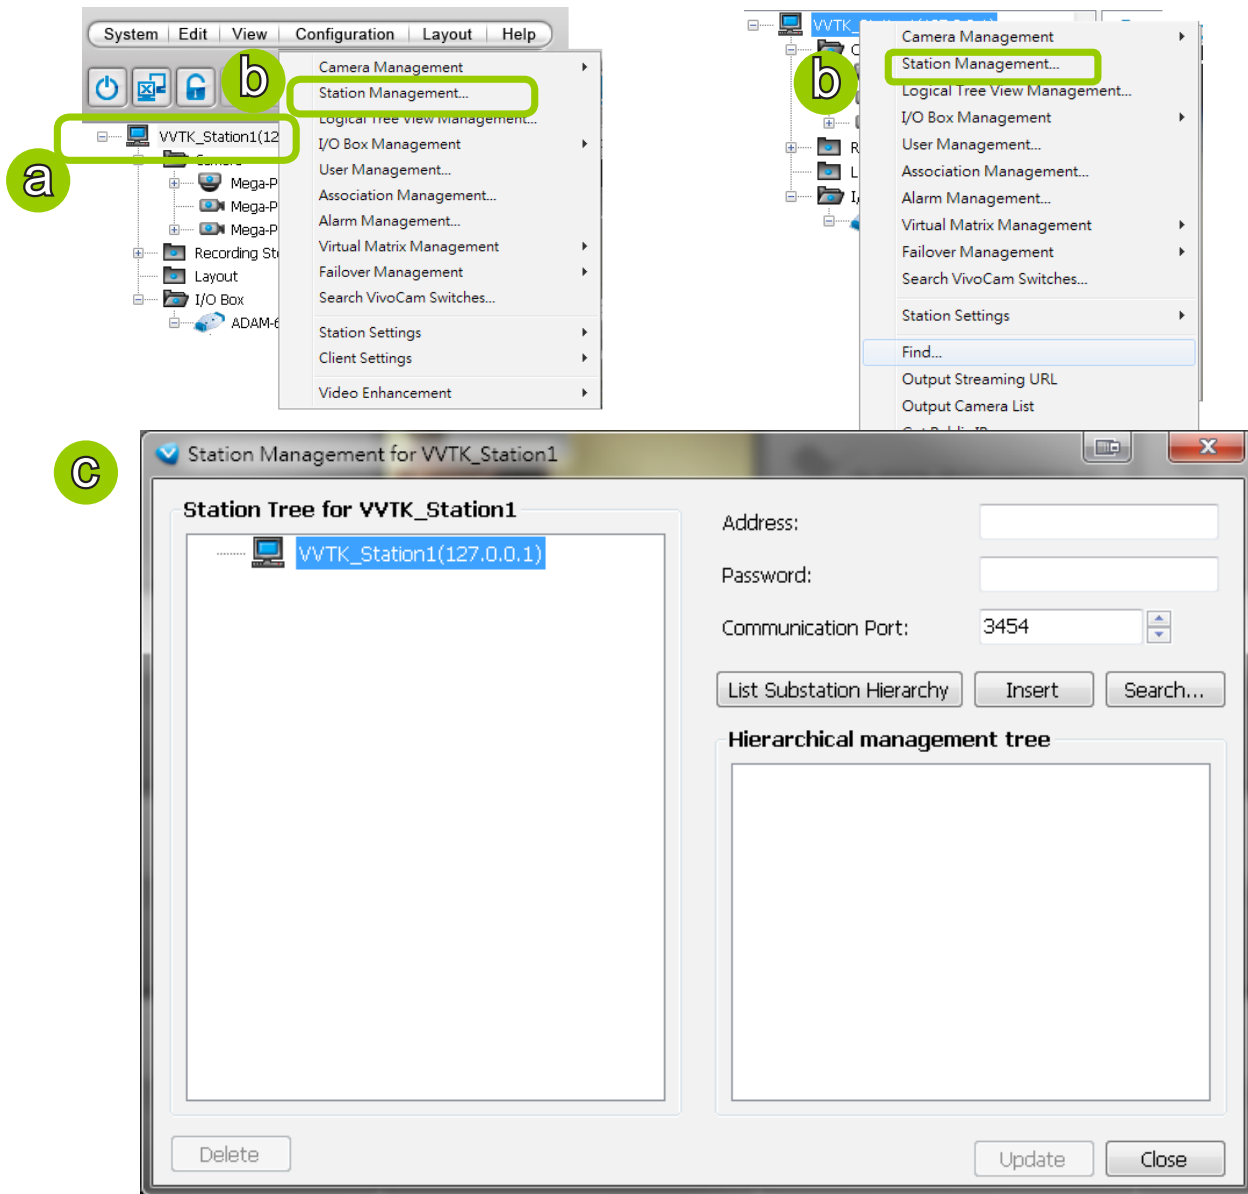 System Edit View Configuration Layout Help
b
Camera Management
Station Management...
Logical Tree View Management...
I/O Box Management
User Management...
Association Management...
Alarm Management...
Virtual Matrix Management
Failover Management
Search VivoCam Switches...
Station Settings
Client Settings
Video Enhancement
a
VVTK_Station1(12
Camera
Mega-P
Mega-P
Mega-P
Recording Sto
Layout
I/O Box
ADAM-6
b
VVTK_
C
R
L
I/
Camera Management
Station Management...
Logical Tree View Management...
I/O Box Management
User Management...
Association Management...
Alarm Management...
Virtual Matrix Management
Failover Management
Search VivoCam Switches...
Station Settings
Find...
Output Streaming URL
Output Camera List
c
Station Management for VVTK_Station1
Station Tree for VVTK_Station1
VVTK_Station1(127.0.0.1)
Address:
Password:
Communication Port: 3454
List Substation Hierarchy Insert Search...
Hierarchical management tree
Delete Update Close